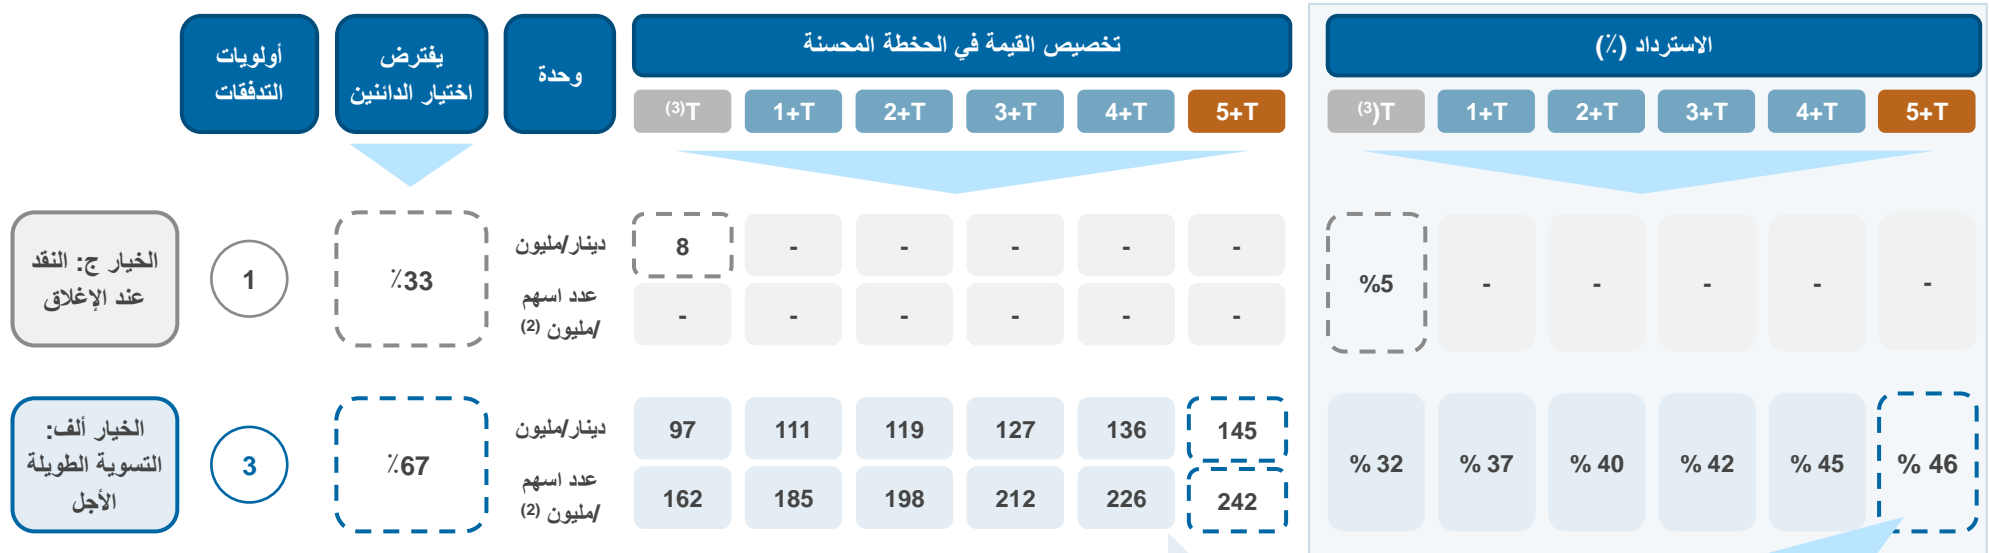 أولويات
التدفقات
يفترض
اختيار الدائنين
وحدة
تخصيص القيمة في الحخطة المحسنة
T(3) 1+T 2+T 3+T 4+T 5+T
الاسترداد (٪)
T(3) 1+T 2+T 3+T 4+T 5+T
الخيار ج: النقد
عند الإغلاق
1
٪33
دينار/مليون
8 - - - - -
عدد اسهم
/مليون (2)
- - - - - -
%5 - - - - -
الخيار ألف:
التسوية الطويلة
الأجل
3
٪67
دينار/مليون
97 111 119 127 136 145
عدد اسهم
/مليون (2)
162 185 198 212 226 242
% 32 % 37 % 40 % 42 % 45 % 46